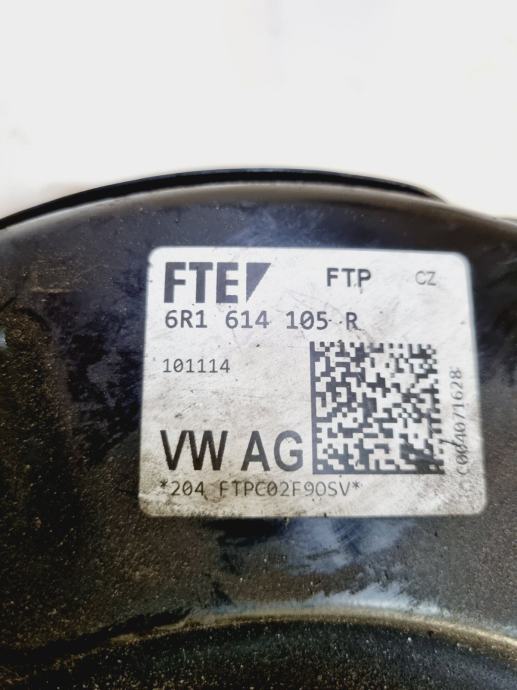 FTE FTP CZ
6R1 614 105 R
101114
VW AG
*204 FTPC02F90SV*
C004071628